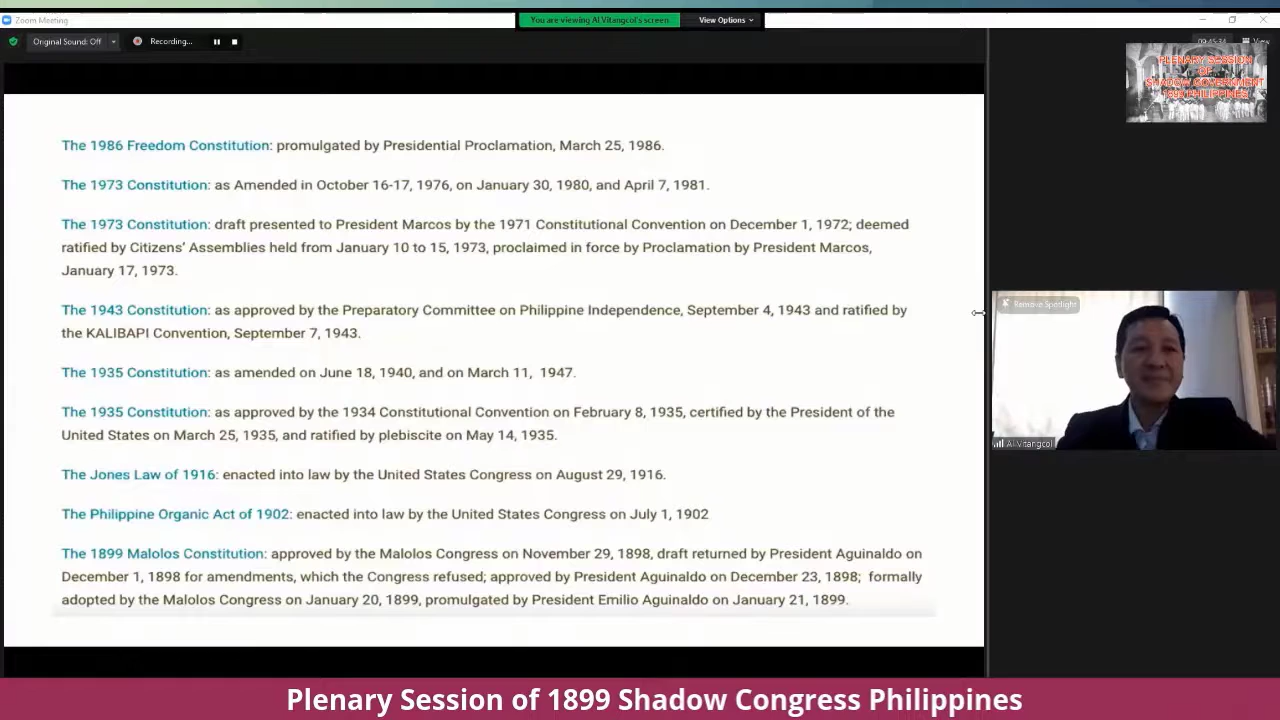 Zoom Meeting
You are viewing Al Vitangcol's screen
View Options
Original Sound: Off
Recording...
09:45:34
View
PLENARY SESSION
OF
SHADOW GOVERNMENT
1899 PHILIPPINES
The 1986 Freedom Constitution: promulgated by Presidential Proclamation, March 25, 1986.
The 1973 Constitution: as Amended in October 16-17, 1976, on January 30, 1980, and April 7, 1981.
The 1973 Constitution: draft presented to President Marcos by the 1971 Constitutional Convention on December 1, 1972; deemed
ratified by Citizens' Assemblies held from January 10 to 15, 1973, proclaimed in force by Proclamation by President Marcos,
January 17, 1973.
The 1943 Constitution: as approved by the Preparatory Committee on Philippine Independence, September 4, 1943 and ratified by
the KALIBAPI Convention, September 7, 1943.
The 1935 Constitution: as amended on June 18, 1940, and on March 11, 1947.
The 1935 Constitution: as approved by the 1934 Constitutional Convention on February 8, 1935, certified by the President of the
United States on March 25, 1935, and ratified by plebiscite on May 14, 1935.
The Jones Law of 1916: enacted into law by the United States Congress on August 29, 1916.
The Philippine Organic Act of 1902: enacted into law by the United States Congress on July 1, 1902
The 1899 Malolos Constitution: approved by the Malolos Congress on November 29, 1898, draft returned by President Aguinaldo on
December 1, 1898 for amendments, which the Congress refused; approved by President Aguinaldo on December 23, 1898; formally
adopted by the Malolos Congress on January 20, 1899, promulgated by President Emilio Aguinaldo on January 21, 1899.
Remove Spotlight
Al Vitangcol
Plenary Session of 1899 Shadow Congress Philippines